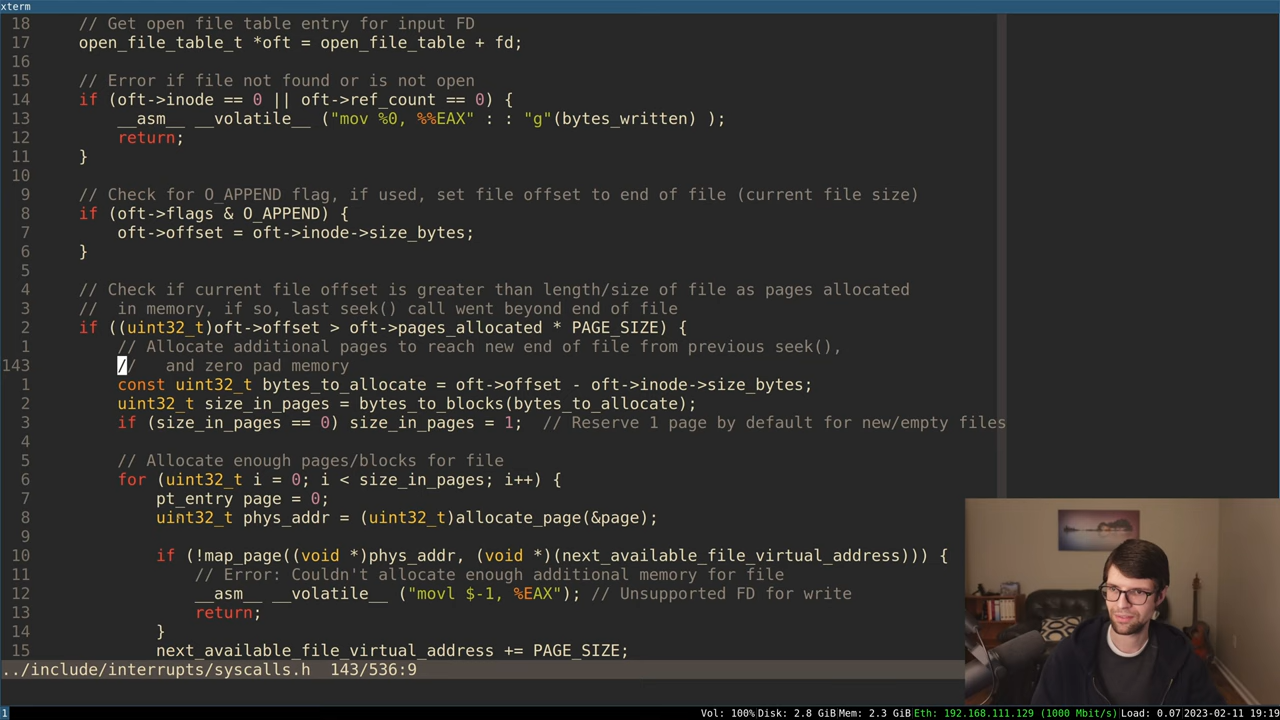 xterm
18     // Get open file table entry for input FD
17     open_file_table_t *oft = open_file_table + fd;
16
15     // Error if file not found or is not open
14     if (oft->inode == 0 || oft->ref_count == 0) {
13         __asm__ __volatile__ ("mov %0, %%EAX" : : "g"(bytes_written) );
12         return;
11     }
10
9     // Check for O_APPEND flag, if used, set file offset to end of file (current file size)
8     if (oft->flags & O_APPEND) {
7         oft->offset = oft->inode->size_bytes;
6     }
5
4     // Check if current file offset is greater than length/size of file as pages allocated
3     //  in memory, if so, last seek() call went beyond end of file
2     if ((uint32_t)oft->offset > oft->pages_allocated * PAGE_SIZE) {
1         // Allocate additional pages to reach new end of file from previous seek(),
143         //   and zero pad memory
1         const uint32_t bytes_to_allocate = oft->offset - oft->inode->size_bytes;
2         uint32_t size_in_pages = bytes_to_blocks(bytes_to_allocate);
3         if (size_in_pages == 0) size_in_pages = 1;  // Reserve 1 page by default for new/empty files
4
5         // Allocate enough pages/blocks for file
6         for (uint32_t i = 0; i < size_in_pages; i++) {
7             pt_entry page = 0;
8             uint32_t phys_addr = (uint32_t)allocate_page(&page);
9
10             if (!map_page((void *)phys_addr, (void *)(next_available_file_virtual_address))) {
11                 // Error: Couldn't allocate enough additional memory for file
12                 __asm__ __volatile__ ("movl $-1, %EAX"); // Unsupported FD for write
13                 return;
14             }
15             next_available_file_virtual_address += PAGE_SIZE;
../include/interrupts/syscalls.h  143/536:9
1 Vol: 100% Disk: 2.8 GiB Mem: 2.3 GiB Eth: 192.168.111.129 (1000 Mbit/s) Load: 0.07 2023-02-11 19:19